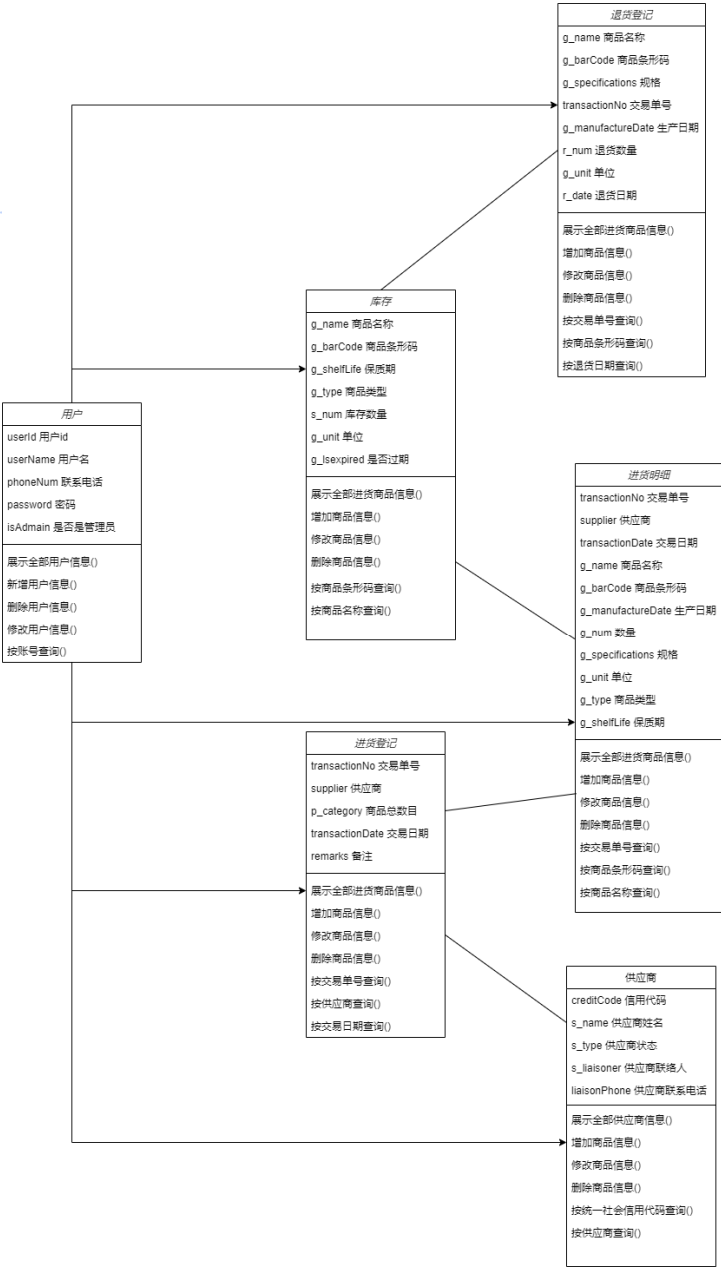 退货登记
g_name 商品名称
g_barCode 商品条形码
g_specifications 规格
transactionNo 交易单号
g_manufactureDate 生产日期
r_num 退货数量
g_unit 单位
r_date 退货日期
展示全部进货商品信息()
增加商品信息()
修改商品信息()
删除商品信息()
按交易单号查询()
按商品条形码查询()
按退货日期查询()
库存
g_name 商品名称
g_barCode 商品条形码
g_shelfLife 保质期
g_type 商品类型
s_num 库存数量
g_unit 单位
g_Isexpired 是否过期
展示全部进货商品信息()
增加商品信息()
修改商品信息()
删除商品信息()
按商品条形码查询()
按商品名称查询()
用户
userId 用户id
userName 用户名
phoneNum 联系电话
password 密码
isAdmain 是否是管理员
展示全部用户信息()
新增用户信息()
删除用户信息()
修改用户信息()
按账号查询()
进货明细
transactionNo 交易单号
supplier 供应商
transactionDate 交易日期
g_name 商品名称
g_barCode 商品条形码
g_manufactureDate 生产日期
g_num 数量
g_specifications 规格
g_unit 单位
g_type 商品类型
g_shelfLife 保质期
展示全部进货商品信息()
增加商品信息()
修改商品信息()
删除商品信息()
按交易单号查询()
按商品条形码查询()
按商品名称查询()
进货登记
transactionNo 交易单号
supplier 供应商
p_category 商品总数目
transactionDate 交易日期
remarks 备注
展示全部进货商品信息()
增加商品信息()
修改商品信息()
删除商品信息()
按交易单号查询()
按供应商查询()
按交易日期查询()
供应商
creditCode 信用代码
s_name 供应商姓名
s_type 供应商状态
s_liaisoner 供应商联络人
liaisonPhone 供应商联系电话
展示全部供应商信息()
增加商品信息()
修改商品信息()
删除商品信息()
按统一社会信用代码查询()
按供应商查询()